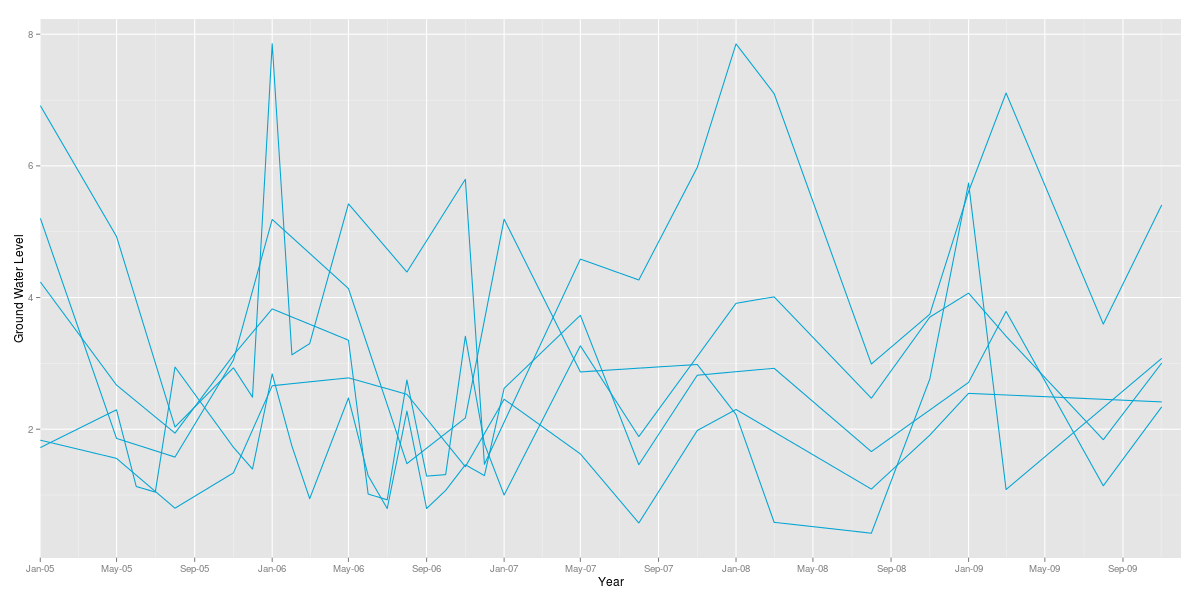 8
6
4
2
Ground Water Level
Jan-05 May-05 Sep-05 Jan-06 May-06 Sep-06 Jan-07 May-07 Sep-07 Jan-08 May-08 Sep-08 Jan-09 May-09 Sep-09
Year